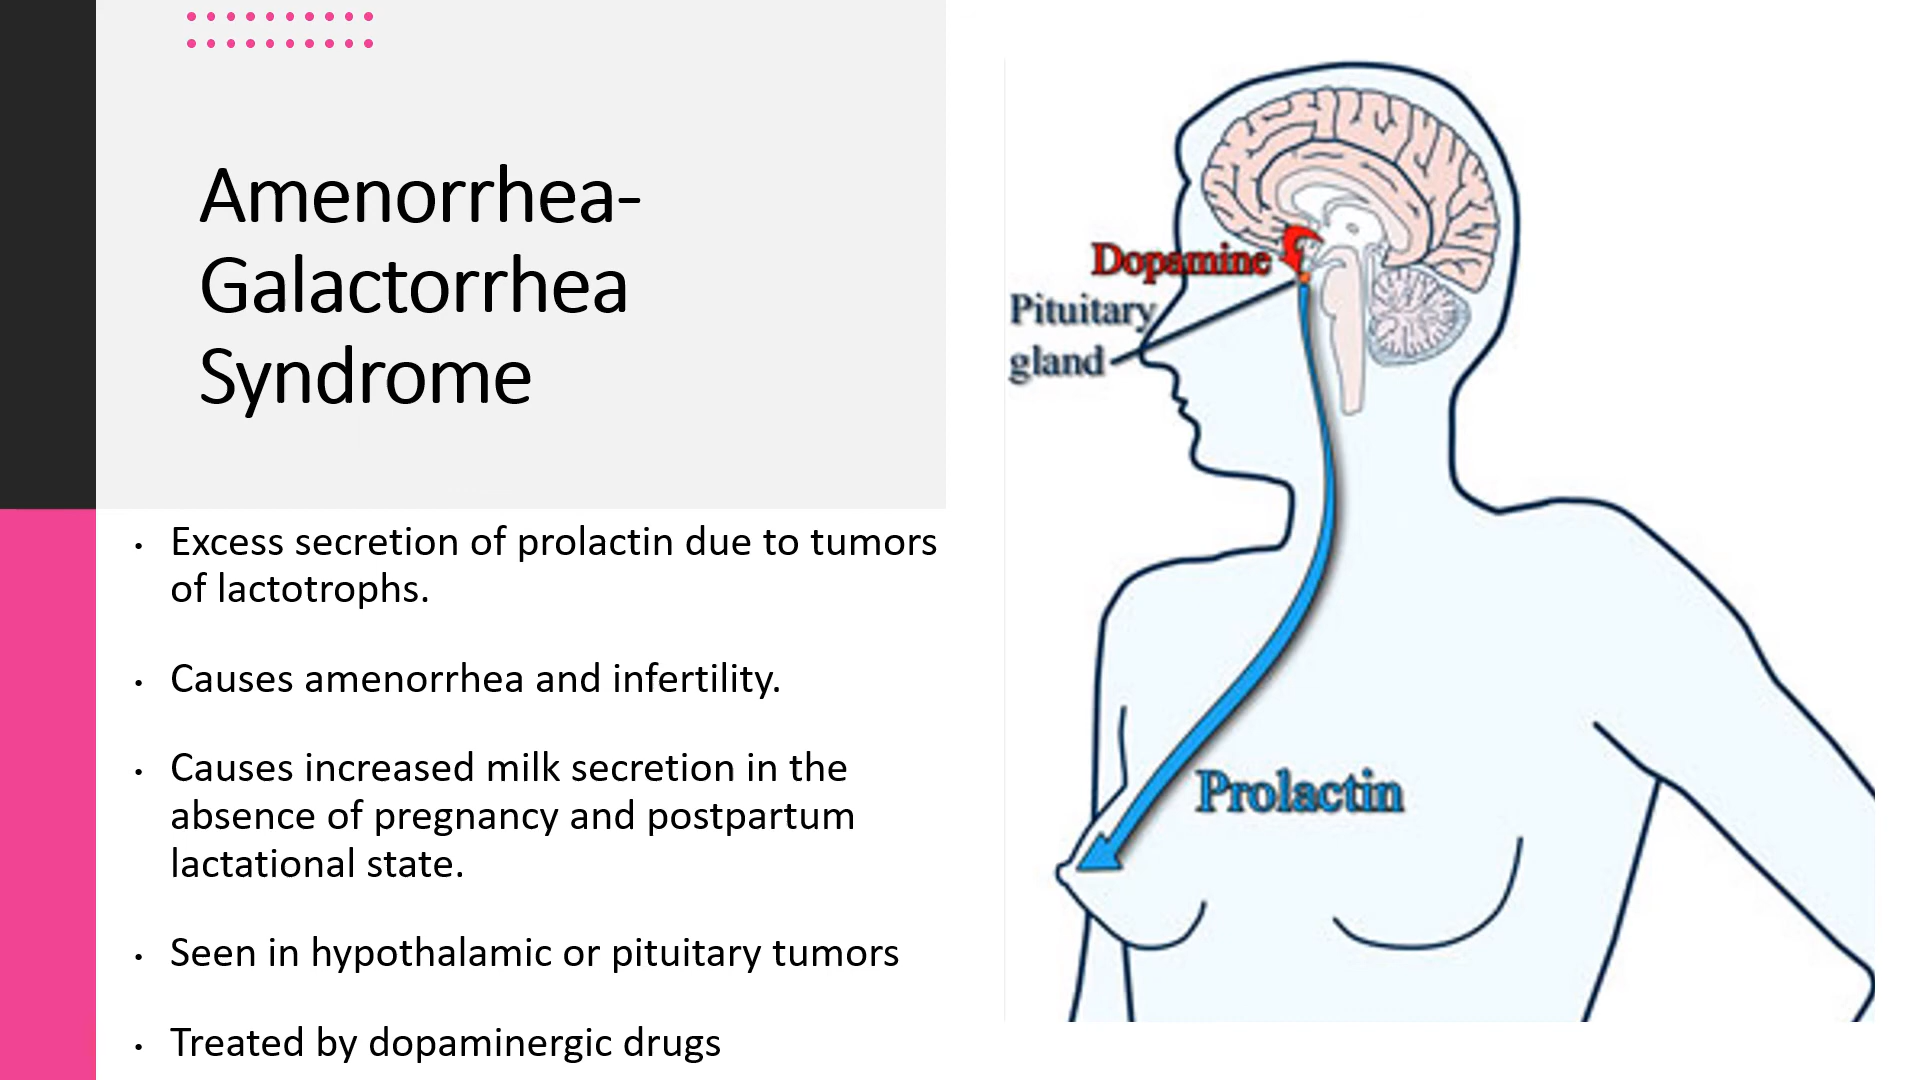 Amenorrhea-
Galactorrhea
Syndrome
• Excess secretion of prolactin due to tumors
of lactotrophs.
• Causes amenorrhea and infertility.
• Causes increased milk secretion in the
absence of pregnancy and postpartum
lactational state.
• Seen in hypothalamic or pituitary tumors
• Treated by dopaminergic drugs
Dopamine
Pituitary
gland
Prolactin